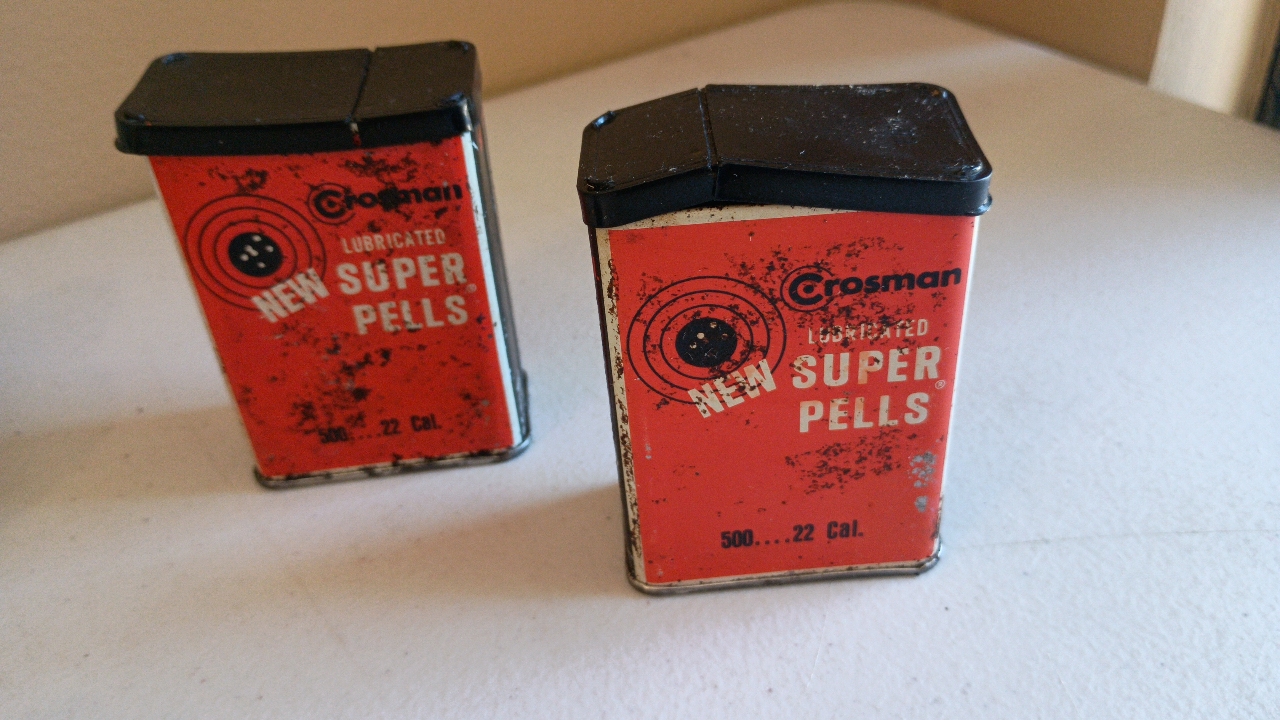 Crosman
LUBRICATED
SUPER
NEW
PELLS
500....22 Cal.
Crosman
LUBRICATED
SUPER
NEW
PELLS®
500....22 Cal.